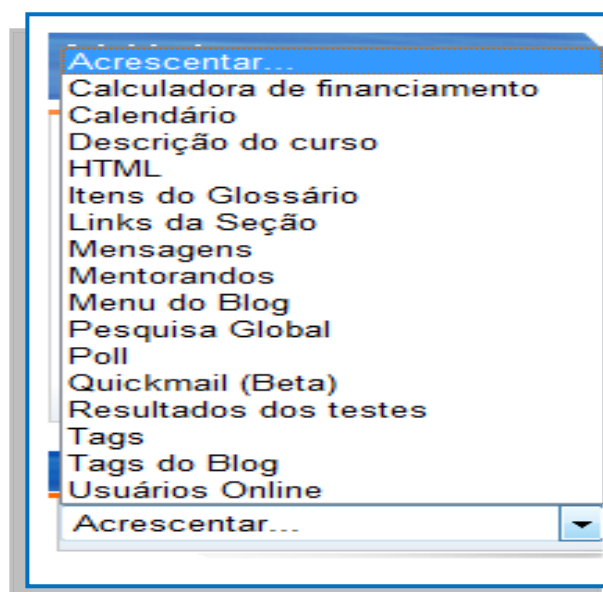 Acrescentar...
Calculadora de financiamento
Calendário
Descrição do curso
HTML
Itens do Glossário
Links da Seção
Mensagens
Mentorandos
Menu do Blog
Pesquisa Global
Poll
Quickmail (Beta)
Resultados dos testes
Tags
Tags do Blog
Usuários Online
Acrescentar...